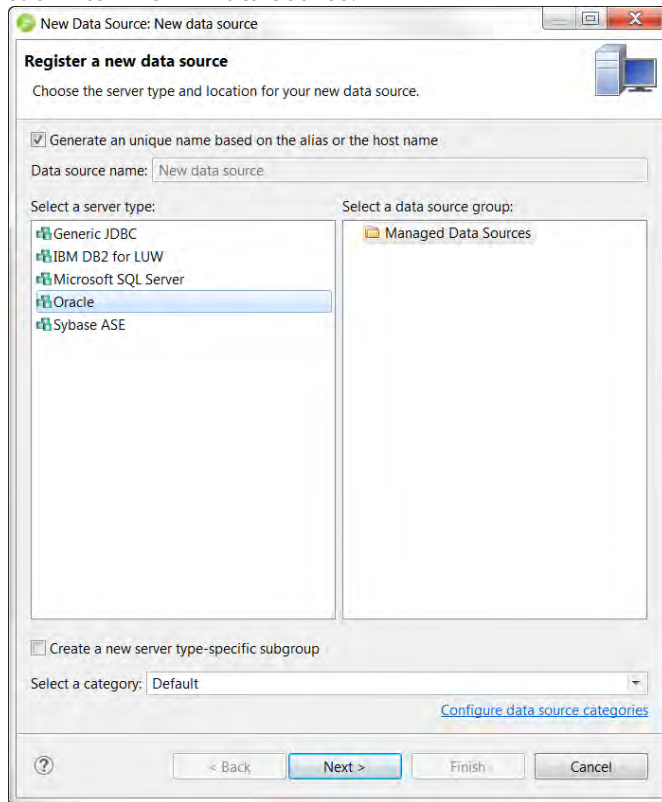 New Data Source: New data source
Register a new data source
Choose the server type and location for your new data source.
Generate an unique name based on the alias or the host name
Data source name: New data source
Select a server type:
Generic JDBC
IBM DB2 for LUW
Microsoft SQL Server
Oracle
Sybase ASE
Select a data source group:
Managed Data Sources
Create a new server type-specific subgroup
Select a category: Default
Configure data source categories
? < Back Next > Finish Cancel